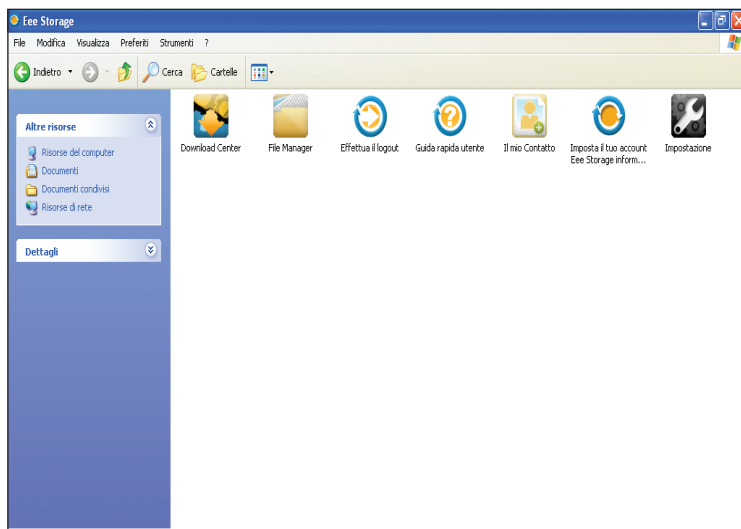 Eee Storage
File Modifica Visualizza Preferiti Strumenti ?
Indietro Cerca Cartelle
Altre risorse
Risorse del computer
Documenti
Documenti condivisi
Risorse di rete
Dettagli
Download Center
File Manager
Effettua il logout
Guida rapida utente
Il mio Contatto
Imposta il tuo account
Eee Storage inform...
Impostazione